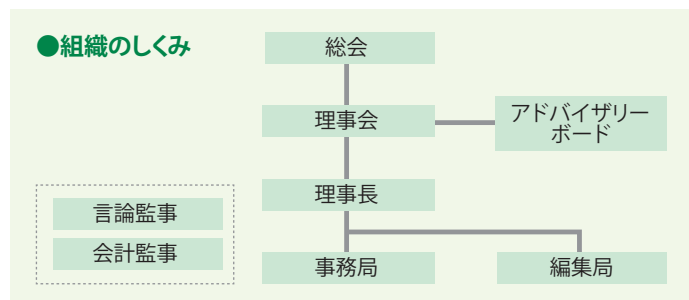 ●組織のしくみ
総会
理事会
アドバイザリー
ボード
理事長
言論監事
会計監事
事務局
編集局